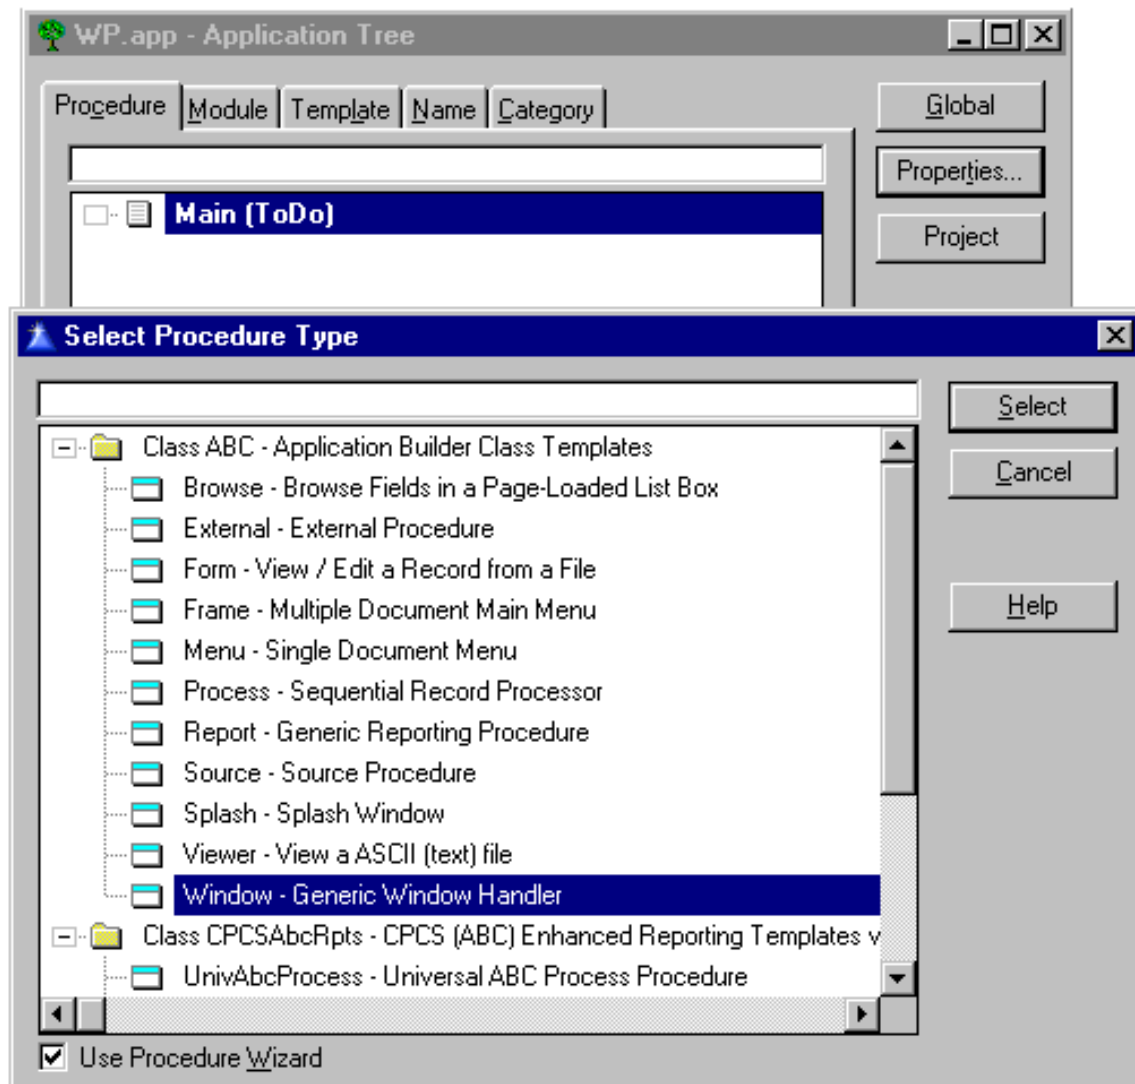 WP.app - Application Tree
Procedure Module Template Name Category
Global
Properties...
Main (ToDo)
Project
Select Procedure Type
Select
Class ABC - Application Builder Class Templates
Cancel
Browse - Browse Fields in a Page-Loaded List Box
External - External Procedure
Form - View / Edit a Record from a File
Frame - Multiple Document Main Menu
Help
Menu - Single Document Menu
Process - Sequential Record Processor
Report - Generic Reporting Procedure
Source - Source Procedure
Splash - Splash Window
Viewer - View a ASCII (text) file
Window - Generic Window Handler
Class CPCSAbcRpts - CPCS (ABC) Enhanced Reporting Templates v
UnivAbcProcess - Universal ABC Process Procedure
Use Procedure Wizard